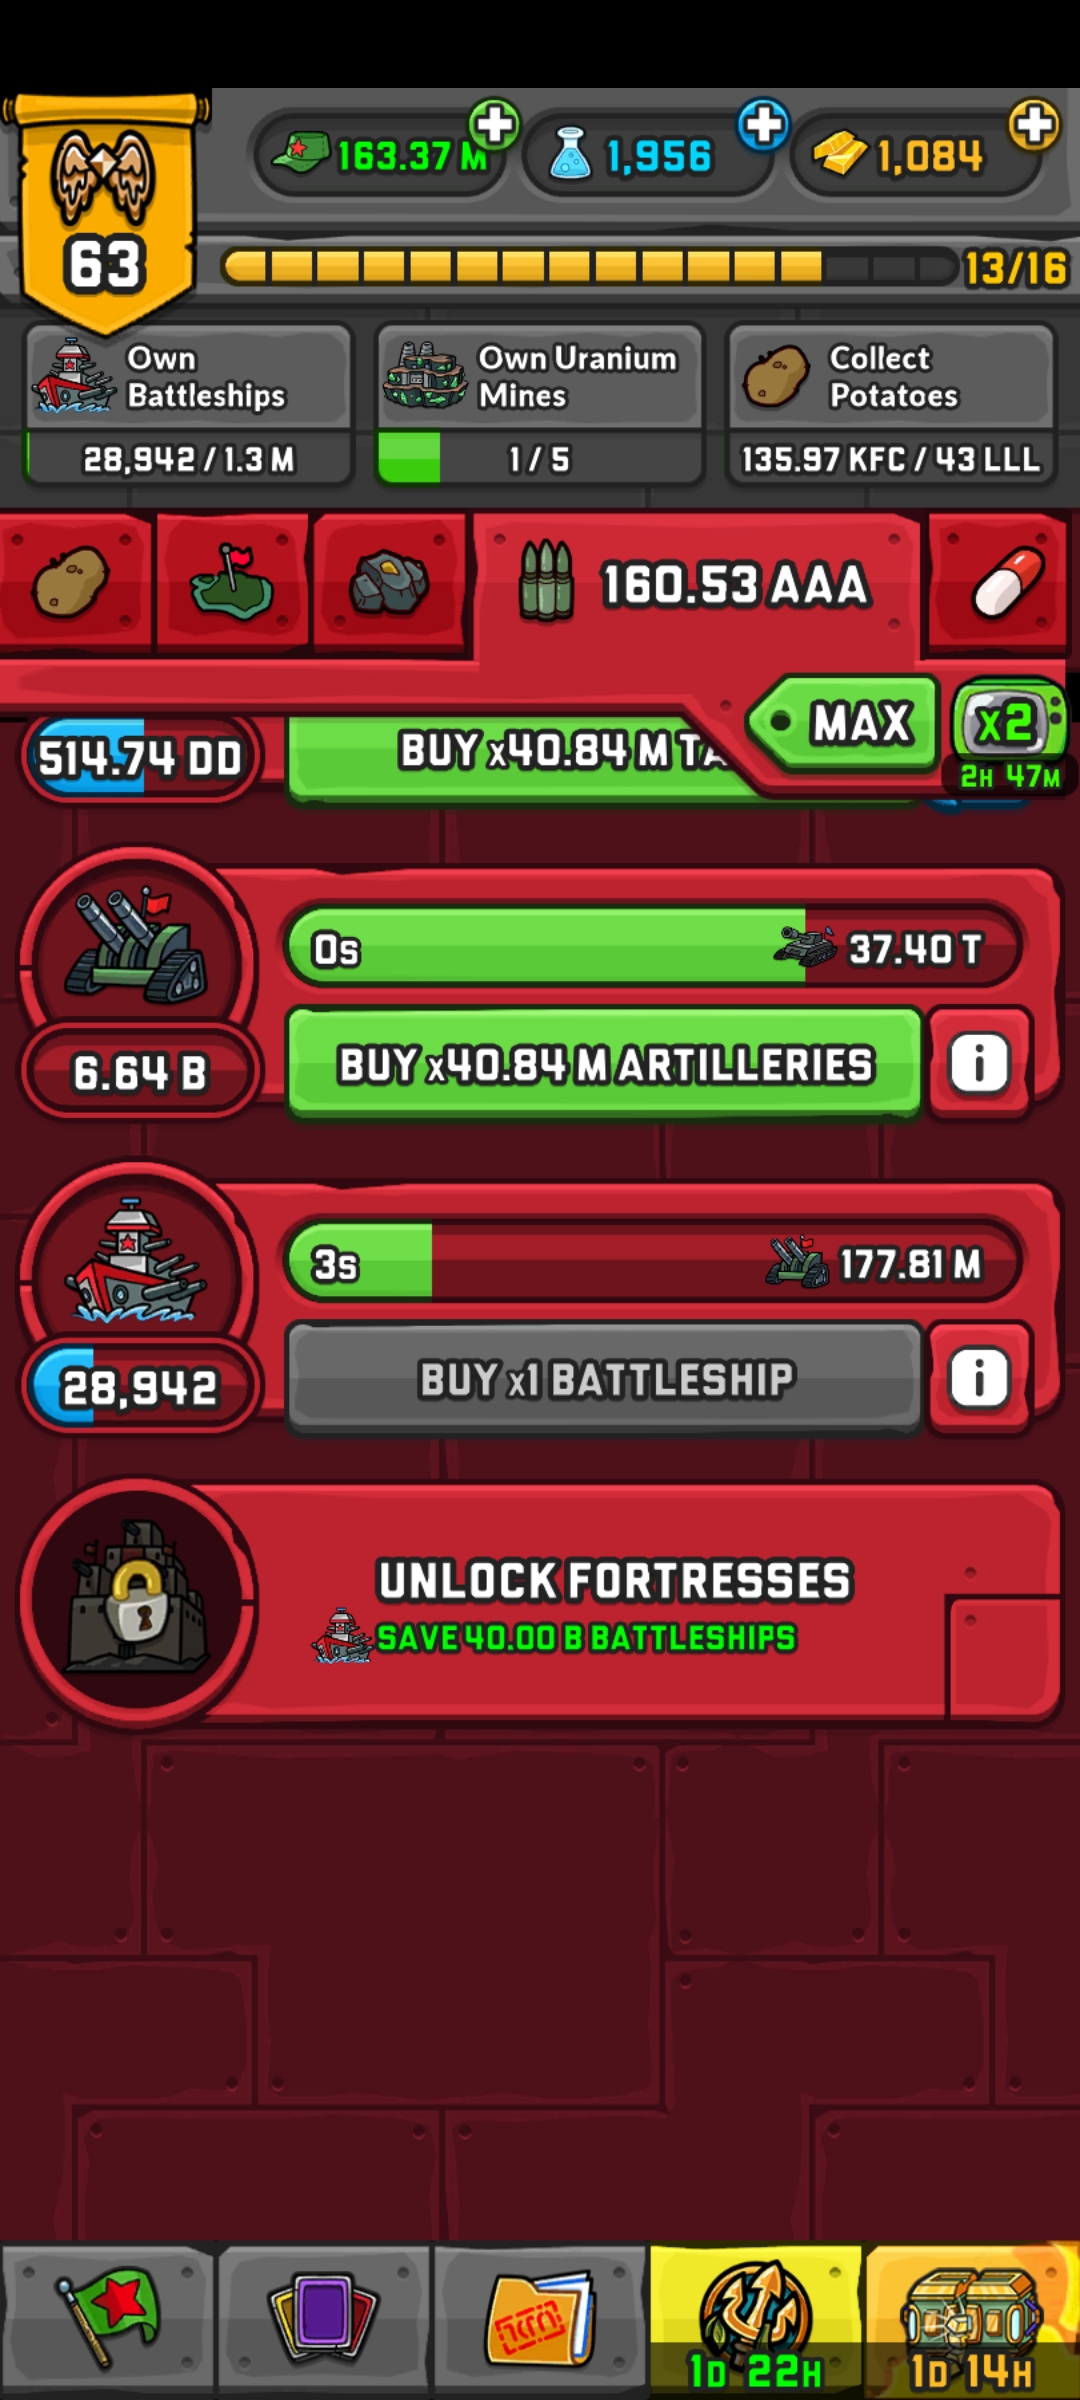 163.37 M
1,956
1,084
63
13/16
Own
Battleships
28,942 / 1.3 M
Own Uranium
Mines
1 / 5
Collect
Potatoes
135.97 KFC / 43 LLL
160.53 AAA
MAX
x2
2H 47M
514.74 DD
BUY x40.84 M TA
0s
37.40 T
6.64 B
BUY x40.84 M ARTILLERIES
i
3s
177.81 M
28,942
BUY x1 BATTLESHIP
i
UNLOCK FORTRESSES
SAVE 40.00 B BATTLESHIPS
1D 22H
1D 14H